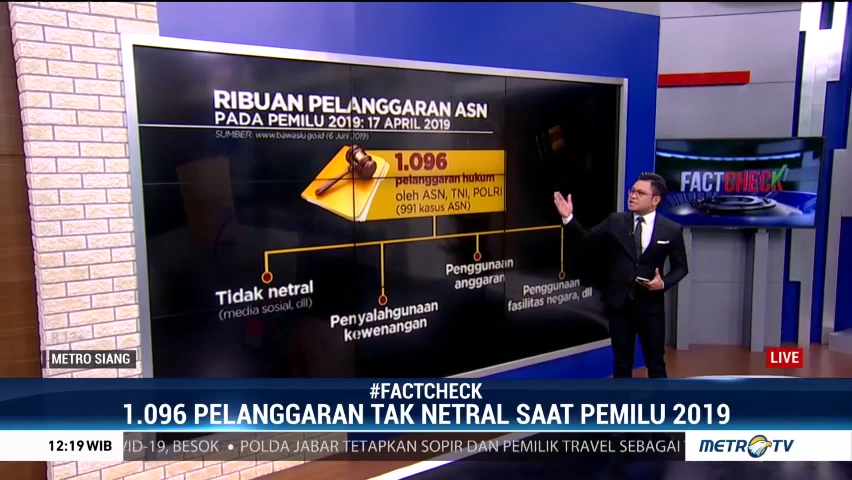 RIBUAN PELANGGARAN ASN
PADA PEMILU 2019: 17 APRIL 2019
SUMBER: www.bawaslu.go.id (6 Juni 2019)
1.096
pelanggaran hukum
oleh ASN, TNI, POLRI
(991 kasus ASN)
Tidak netral
(media sosial, dll)
Penyalahgunaan
kewenangan
Penggunaan
anggaran
Penggunaan
fasilitas negara, dll
FACTCHECK
METRO SIANG
LIVE
#FACTCHECK
1.096 PELANGGARAN TAK NETRAL SAAT PEMILU 2019
12:19 WIB
VID-19, BESOK • POLDA JABAR TETAPKAN SOPIR DAN PEMILIK TRAVEL SEBAGAI T
METRO TV